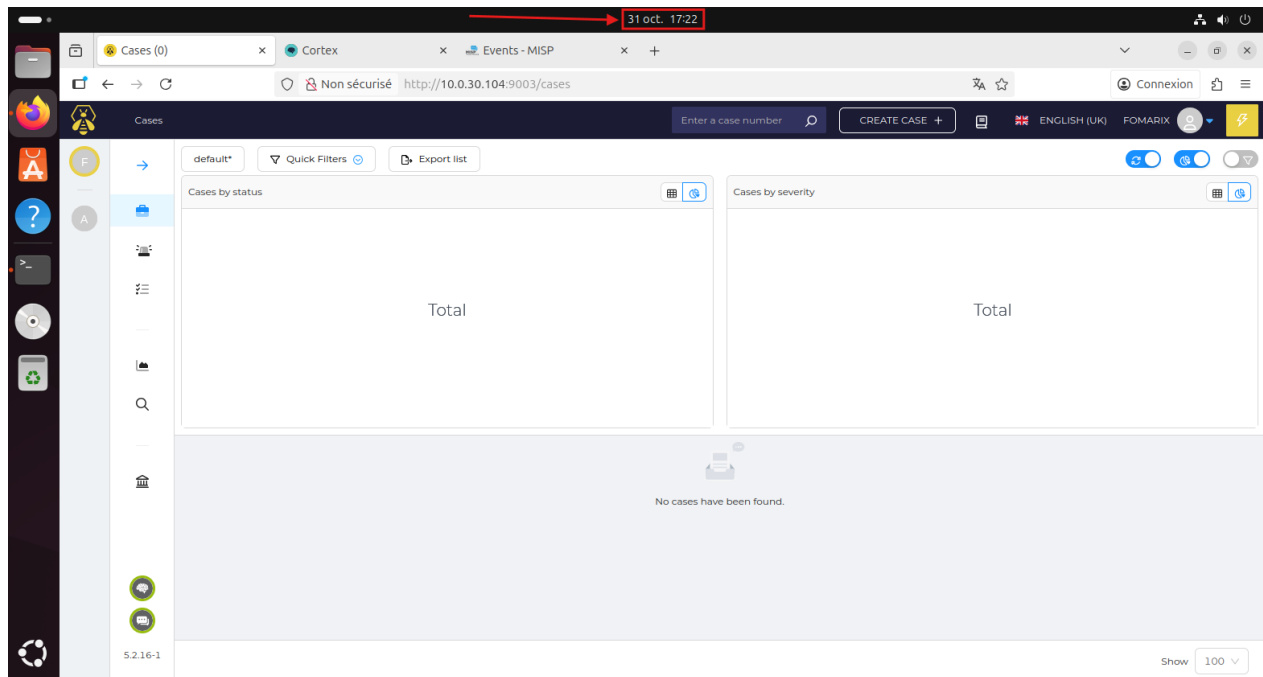 31 oct. 17:22
Cases (0)
Cortex
Events - MISP
Non sécurisé http://10.0.30.104:9003/cases
Connexion
Cases
Enter a case number
CREATE CASE +
ENGLISH (UK)
FOMARIX
F
A
default*
Quick Filters
Export list
Cases by status
Cases by severity
Total
Total
No cases have been found.
5.2.16-1
Show 100